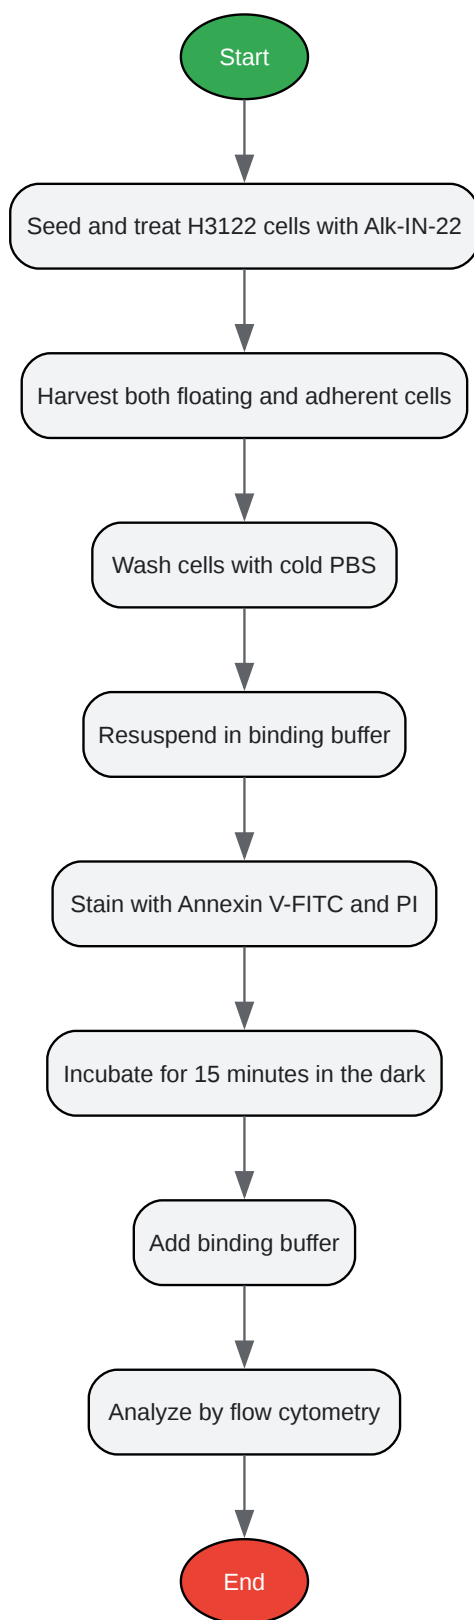 Start
Seed and treat H3122 cells with Alk-IN-22
Harvest both floating and adherent cells
Wash cells with cold PBS
Resuspend in binding buffer
Stain with Annexin V-FITC and PI
Incubate for 15 minutes in the dark
Add binding buffer
Analyze by flow cytometry
End